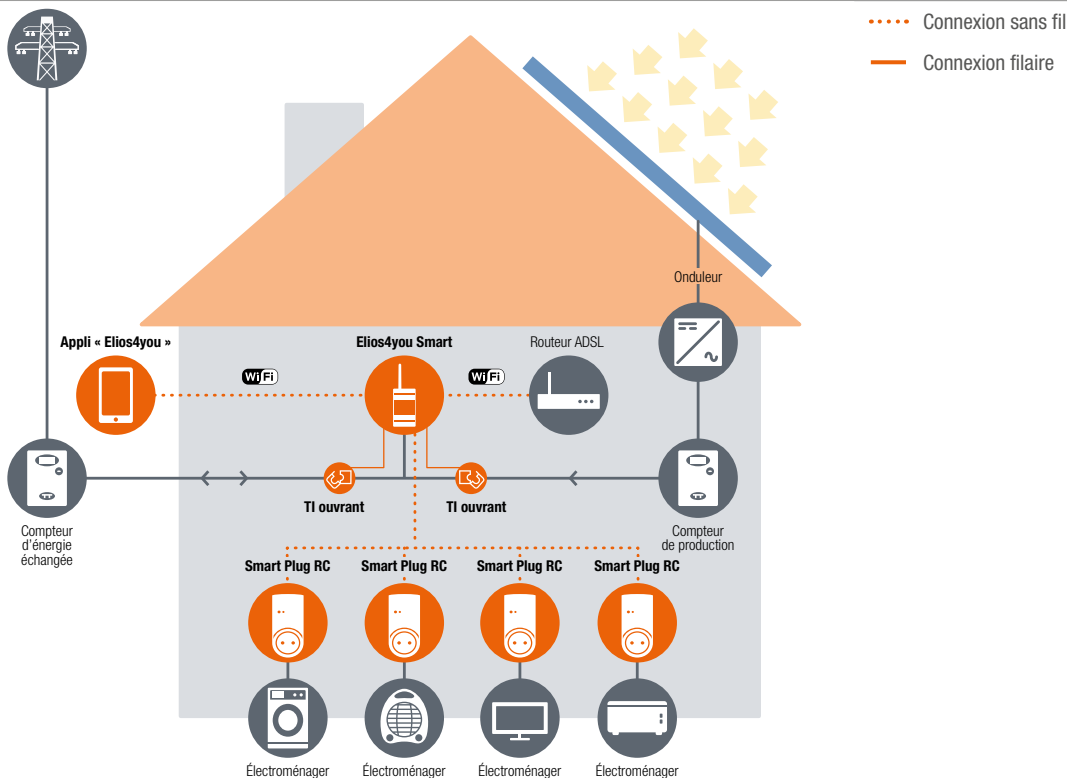 Connexion sans fil
Connexion filaire
Onduleur
Appli « Elios4you »
Elios4you Smart
Routeur ADSL
WiFi
WiFi
TI ouvrant
TI ouvrant
Compteur
d'énergie
échangée
Compteur
de production
Smart Plug RC
Smart Plug RC
Smart Plug RC
Smart Plug RC
Électroménager
Électroménager
Électroménager
Électroménager